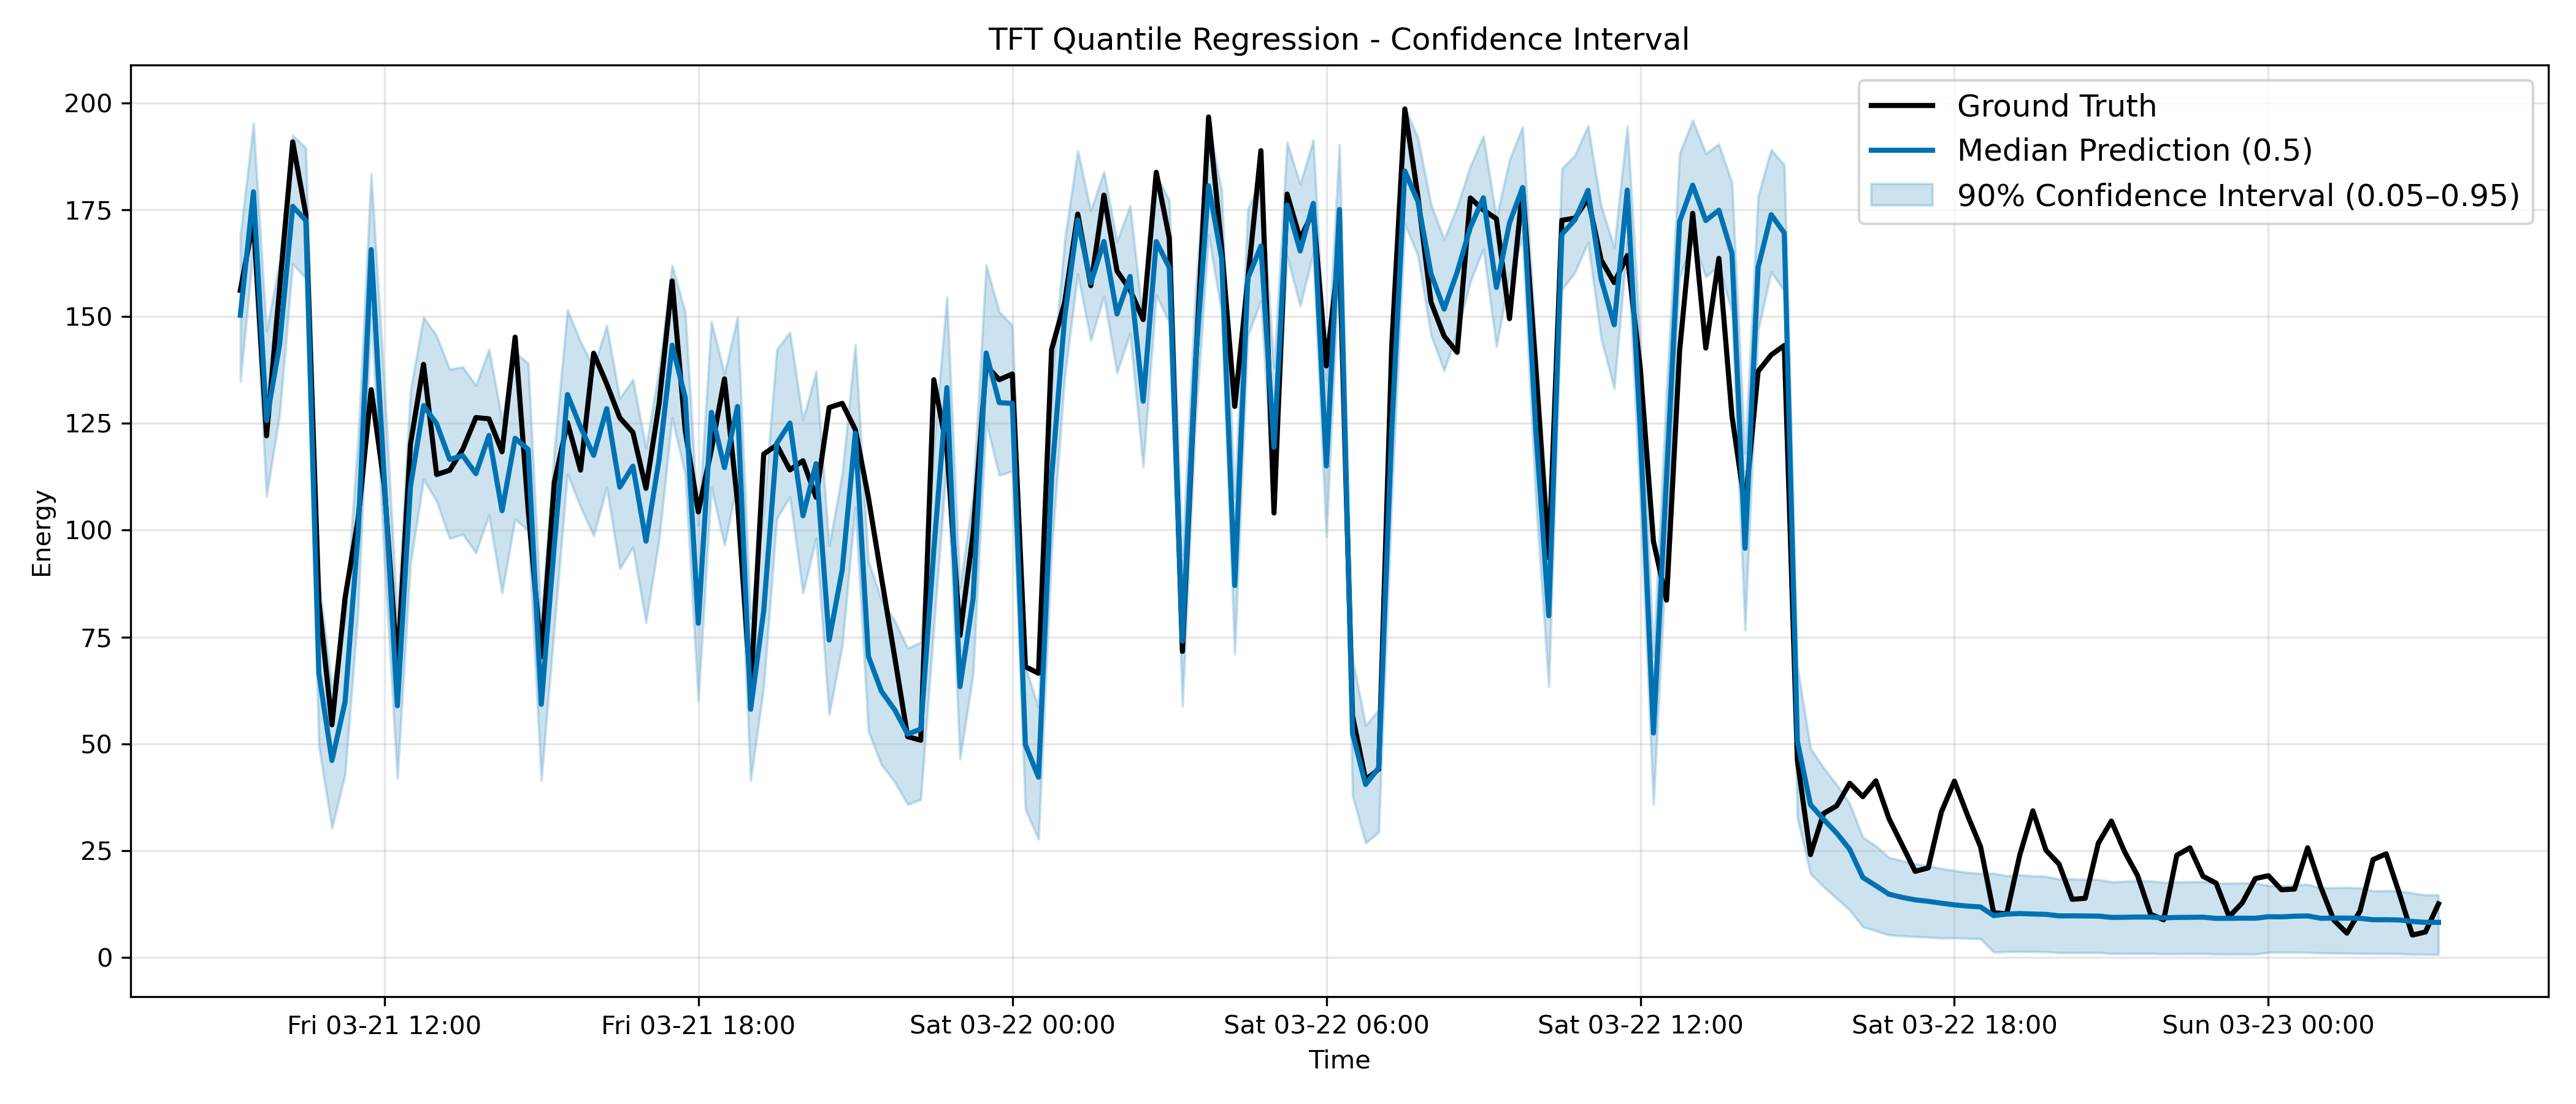 TFT Quantile Regression - Confidence Interval
Ground Truth
Median Prediction (0.5)
90% Confidence Interval (0.05–0.95)
Energy
200
175
150
125
100
75
50
25
0
Fri 03-21 12:00
Fri 03-21 18:00
Sat 03-22 00:00
Sat 03-22 06:00
Sat 03-22 12:00
Sat 03-22 18:00
Sun 03-23 00:00
Time